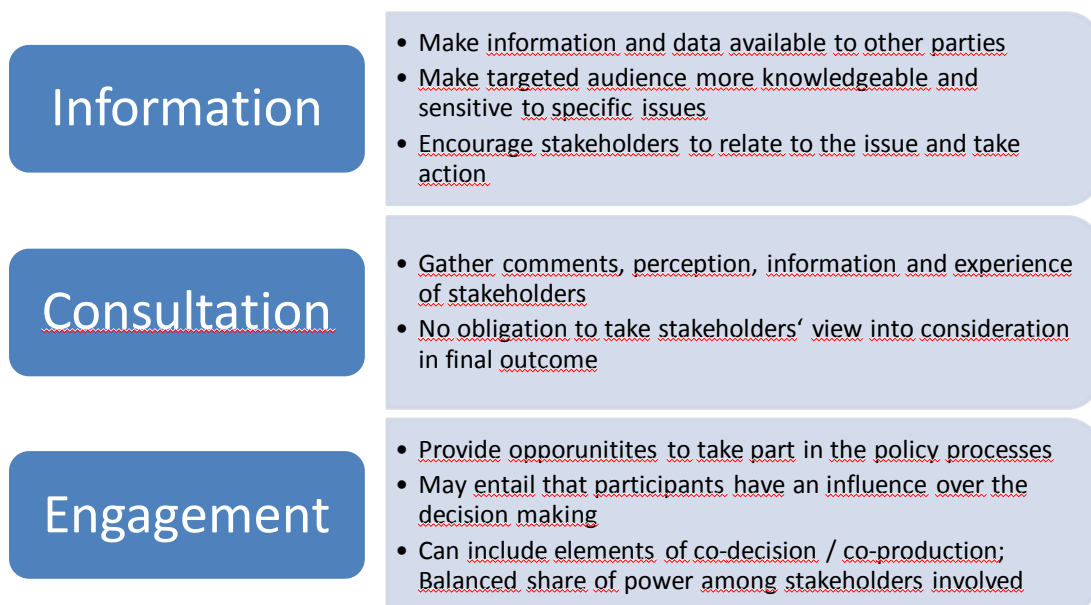 Information
• Make information and data available to other parties
• Make targeted audience more knowledgeable and
sensitive to specific issues
• Encourage stakeholders to relate to the issue and take
action
Consultation
• Gather comments, perception, information and experience
of stakeholders
• No obligation to take stakeholders‘ view into consideration
in final outcome
Engagement
• Provide opporunitites to take part in the policy processes
• May entail that participants have an influence over the
decision making
• Can include elements of co-decision / co-production;
Balanced share of power among stakeholders involved